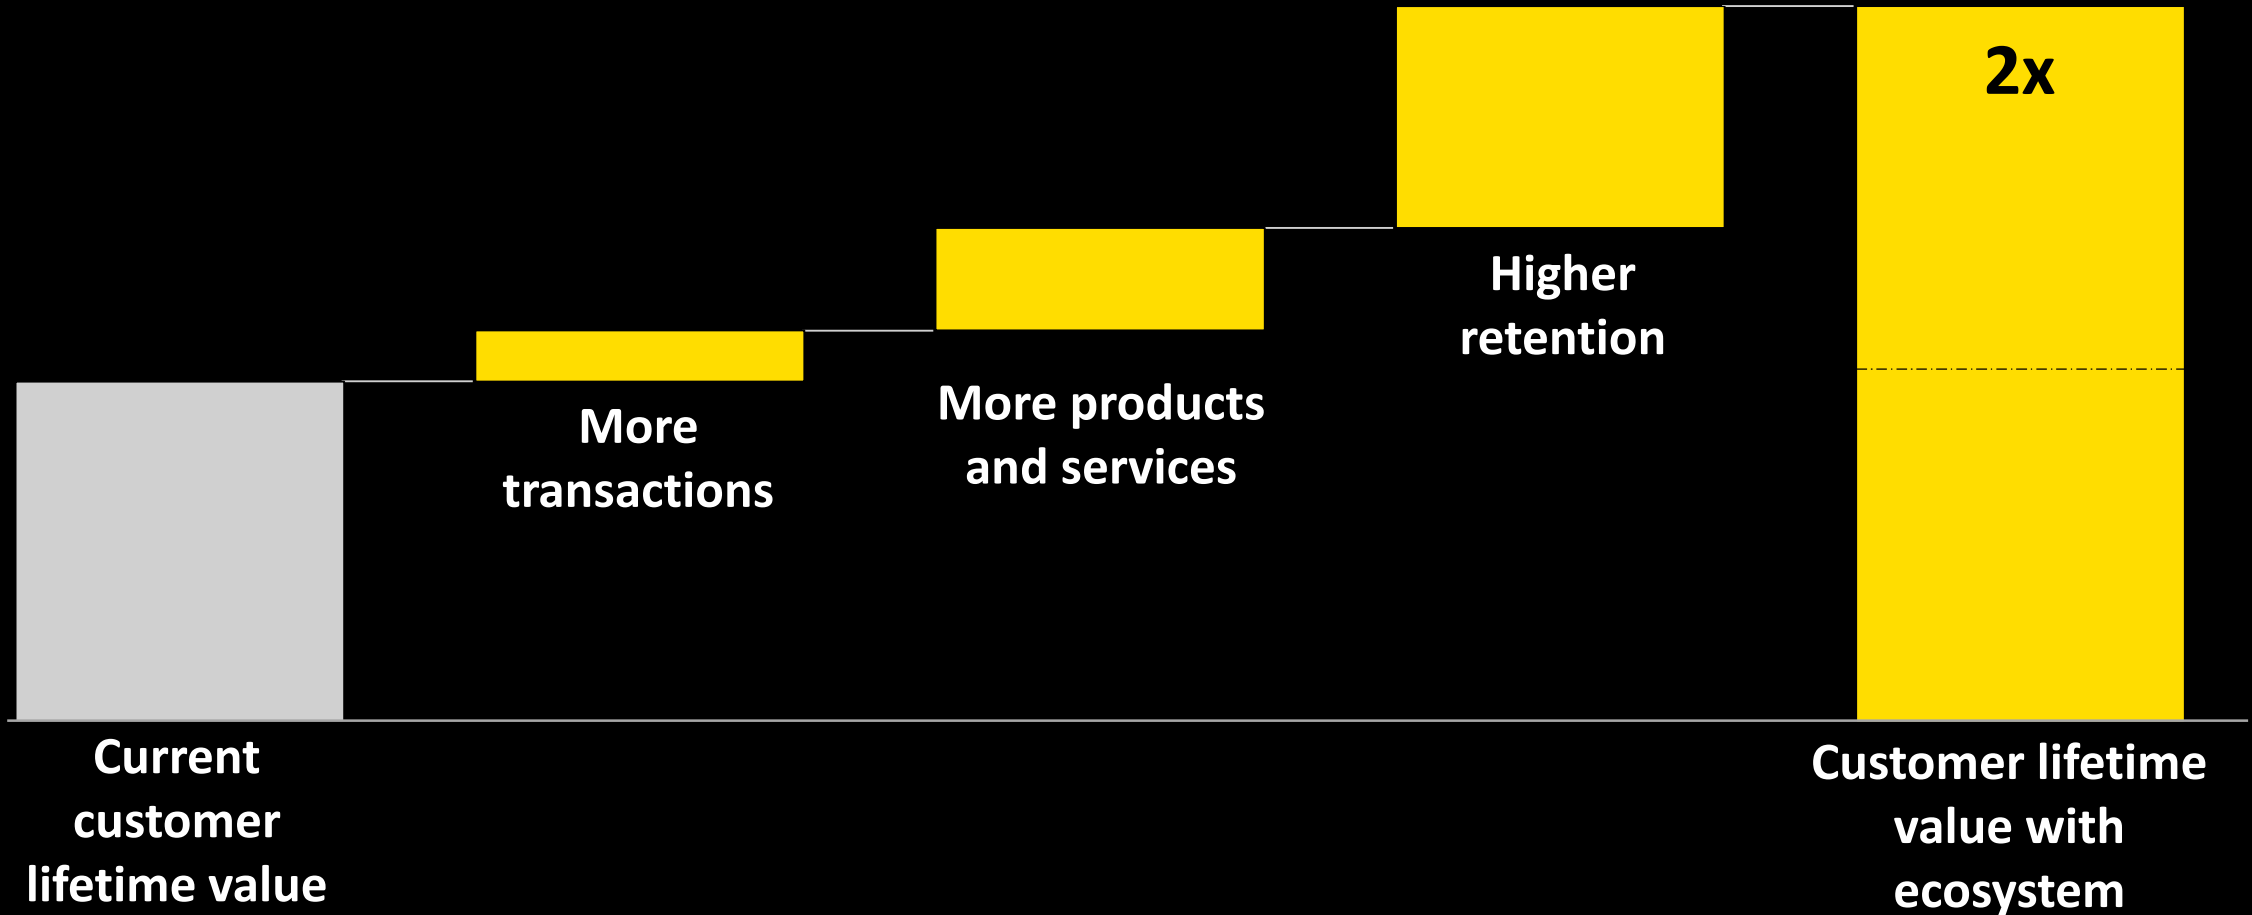 2x
Higher
retention
More products
and services
More
transactions
Current
customer
lifetime value
Customer lifetime
value with
ecosystem